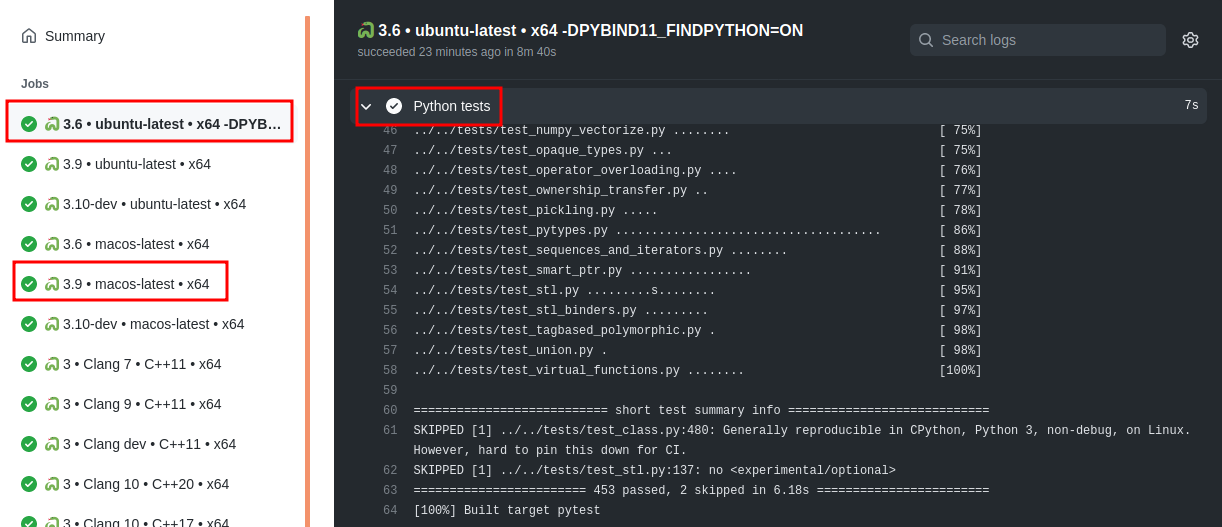 Summary
Jobs
3.6 • ubuntu-latest • x64 -DPYB...
3.9 • ubuntu-latest • x64
3.10-dev • ubuntu-latest • x64
3.6 • macos-latest • x64
3.9 • macos-latest • x64
3.10-dev • macos-latest • x64
3 • Clang 7 • C++11 • x64
3 • Clang 9 • C++11 • x64
3 • Clang dev • C++11 • x64
3 • Clang 10 • C++20 • x64
3 • Clang 10 • C++17 • x64
3.6 • ubuntu-latest • x64 -DPYBIND11_FINDPYTHON=ON
succeeded 23 minutes ago in 8m 40s
Search logs
Python tests 7s
46 ../../tests/test_numpy_vectorize.py ........ [ 75%]
47 ../../tests/test_opaque_types.py ... [ 75%]
48 ../../tests/test_operator_overloading.py .... [ 76%]
49 ../../tests/test_ownership_transfer.py .. [ 77%]
50 ../../tests/test_pickling.py ..... [ 78%]
51 ../../tests/test_pytypes.py ..................................... [ 86%]
52 ../../tests/test_sequences_and_iterators.py ........ [ 88%]
53 ../../tests/test_smart_ptr.py ................. [ 91%]
54 ../../tests/test_stl.py .........s........ [ 95%]
55 ../../tests/test_stl_binders.py ......... [ 97%]
56 ../../tests/test_tagbased_polymorphic.py . [ 98%]
57 ../../tests/test_union.py . [ 98%]
58 ../../tests/test_virtual_functions.py ........ [100%]
59
60 =========================== short test summary info ============================
61 SKIPPED [1] ../../tests/test_class.py:480: Generally reproducible in CPython, Python 3, non-debug, on Linux.
However, hard to pin this down for CI.
62 SKIPPED [1] ../../tests/test_stl.py:137: no <experimental/optional>
63 ======================== 453 passed, 2 skipped in 6.18s ========================
64 [100%] Built target pytest